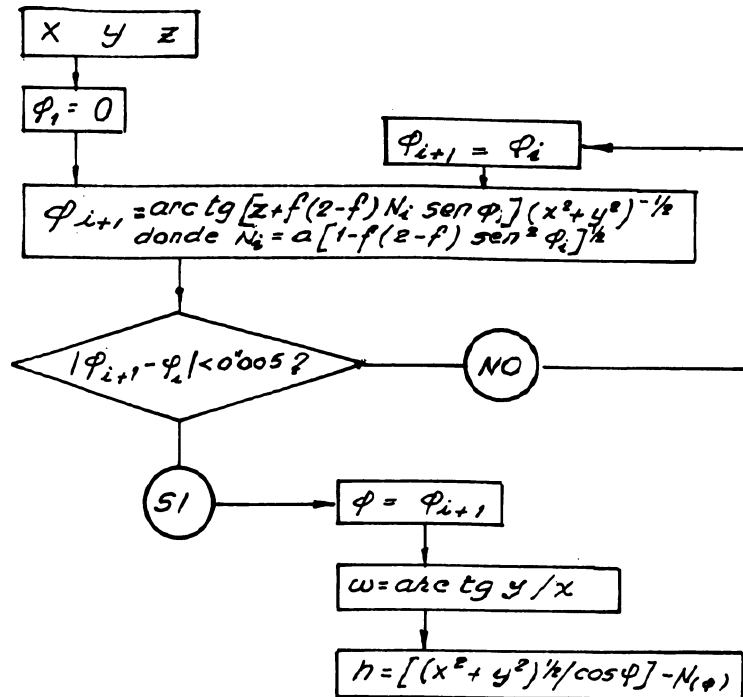 x y z
φ₁ = 0
φᵢ₊₁ = φᵢ
φᵢ₊₁ = arc tg [z+f(2-f) Nᵢ sen φᵢ] (x²+y²)^-1/2
donde Nᵢ = a [1-f(2-f) sen² φᵢ]^1/2
|φᵢ₊₁-φᵢ|<0"005?
NO
SI
φ = φᵢ₊₁
ω = arc tg y/x
h = [(x²+y²)^1/2/cosφ]-N(φ)